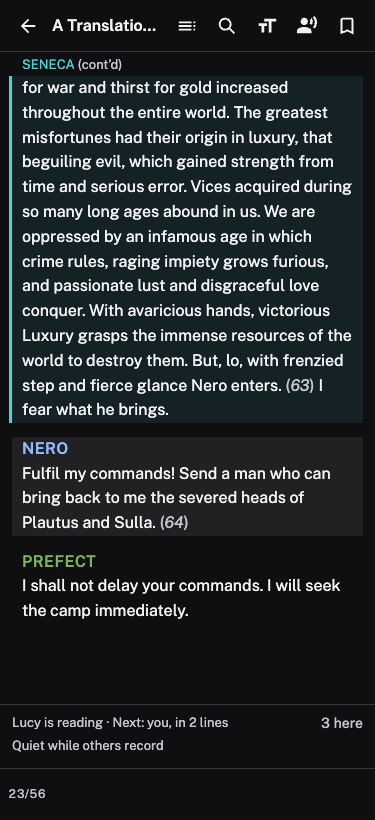 A Translatio...
SENECA (cont'd)
for war and thirst for gold increased
throughout the entire world. The greatest
misfortunes had their origin in luxury, that
beguiling evil, which gained strength from
time and serious error. Vices acquired during
so many long ages abound in us. We are
oppressed by an infamous age in which
crime rules, raging impiety grows furious,
and passionate lust and disgraceful love
conquer. With avaricious hands, victorious
Luxury grasps the immense resources of the
world to destroy them. But, lo, with frenzied
step and fierce glance Nero enters. (63) I
fear what he brings.
NERO
Fulfil my commands! Send a man who can
bring back to me the severed heads of
Plautus and Sulla. (64)
PREFECT
I shall not delay your commands. I will seek
the camp immediately.
Lucy is reading · Next: you, in 2 lines
3 here
Quiet while others record
23/56